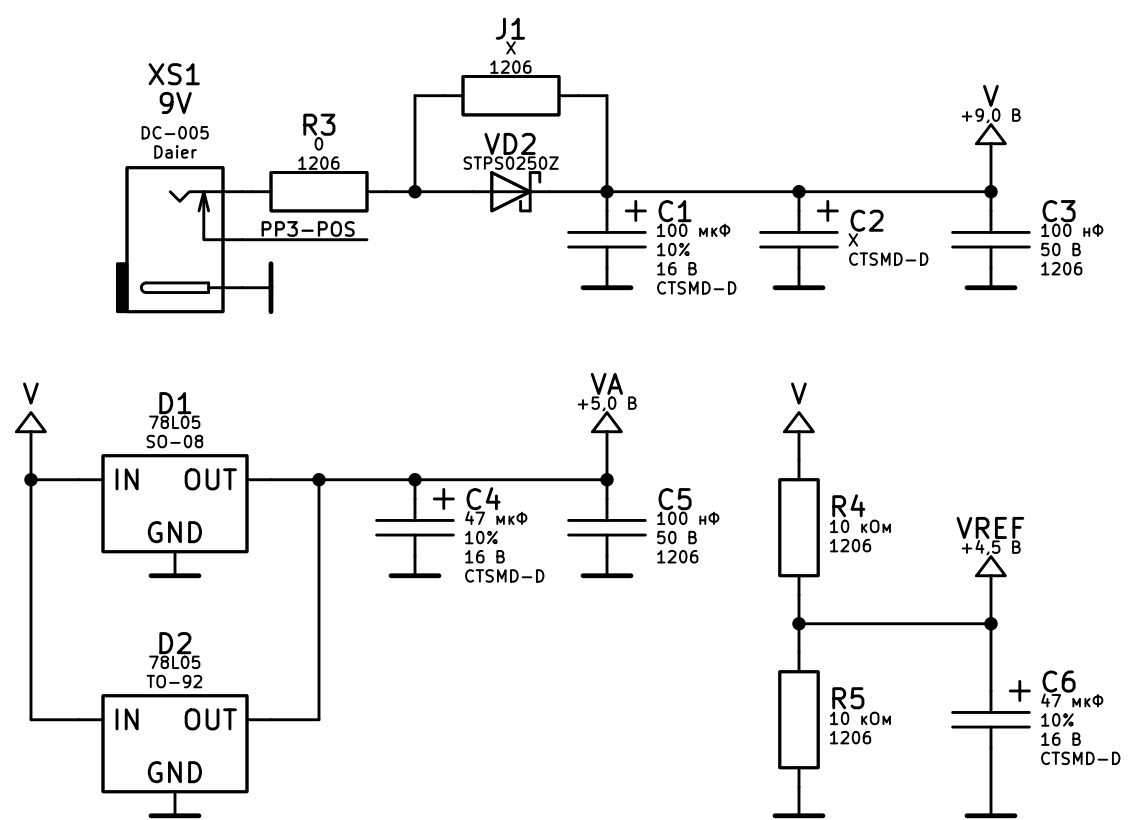 J1
X
1206
XS1
9V
DC-005
Daier
R3
0
1206
VD2
STPS0250Z
V
+9,0 В
PP3-POS
+ C1
100 мкФ
10%
16 В
CTSMD-D
+ C2
X
CTSMD-D
C3
100 нФ
50 В
1206
V
D1
78L05
SO-08
IN OUT
GND
VA
+5,0 В
+ C4
47 мкФ
10%
16 В
CTSMD-D
C5
100 нФ
50 В
1206
D2
78L05
TO-92
IN OUT
GND
V
R4
10 кОм
1206
VREF
+4,5 В
R5
10 кОм
1206
+ C6
47 мкФ
10%
16 В
CTSMD-D